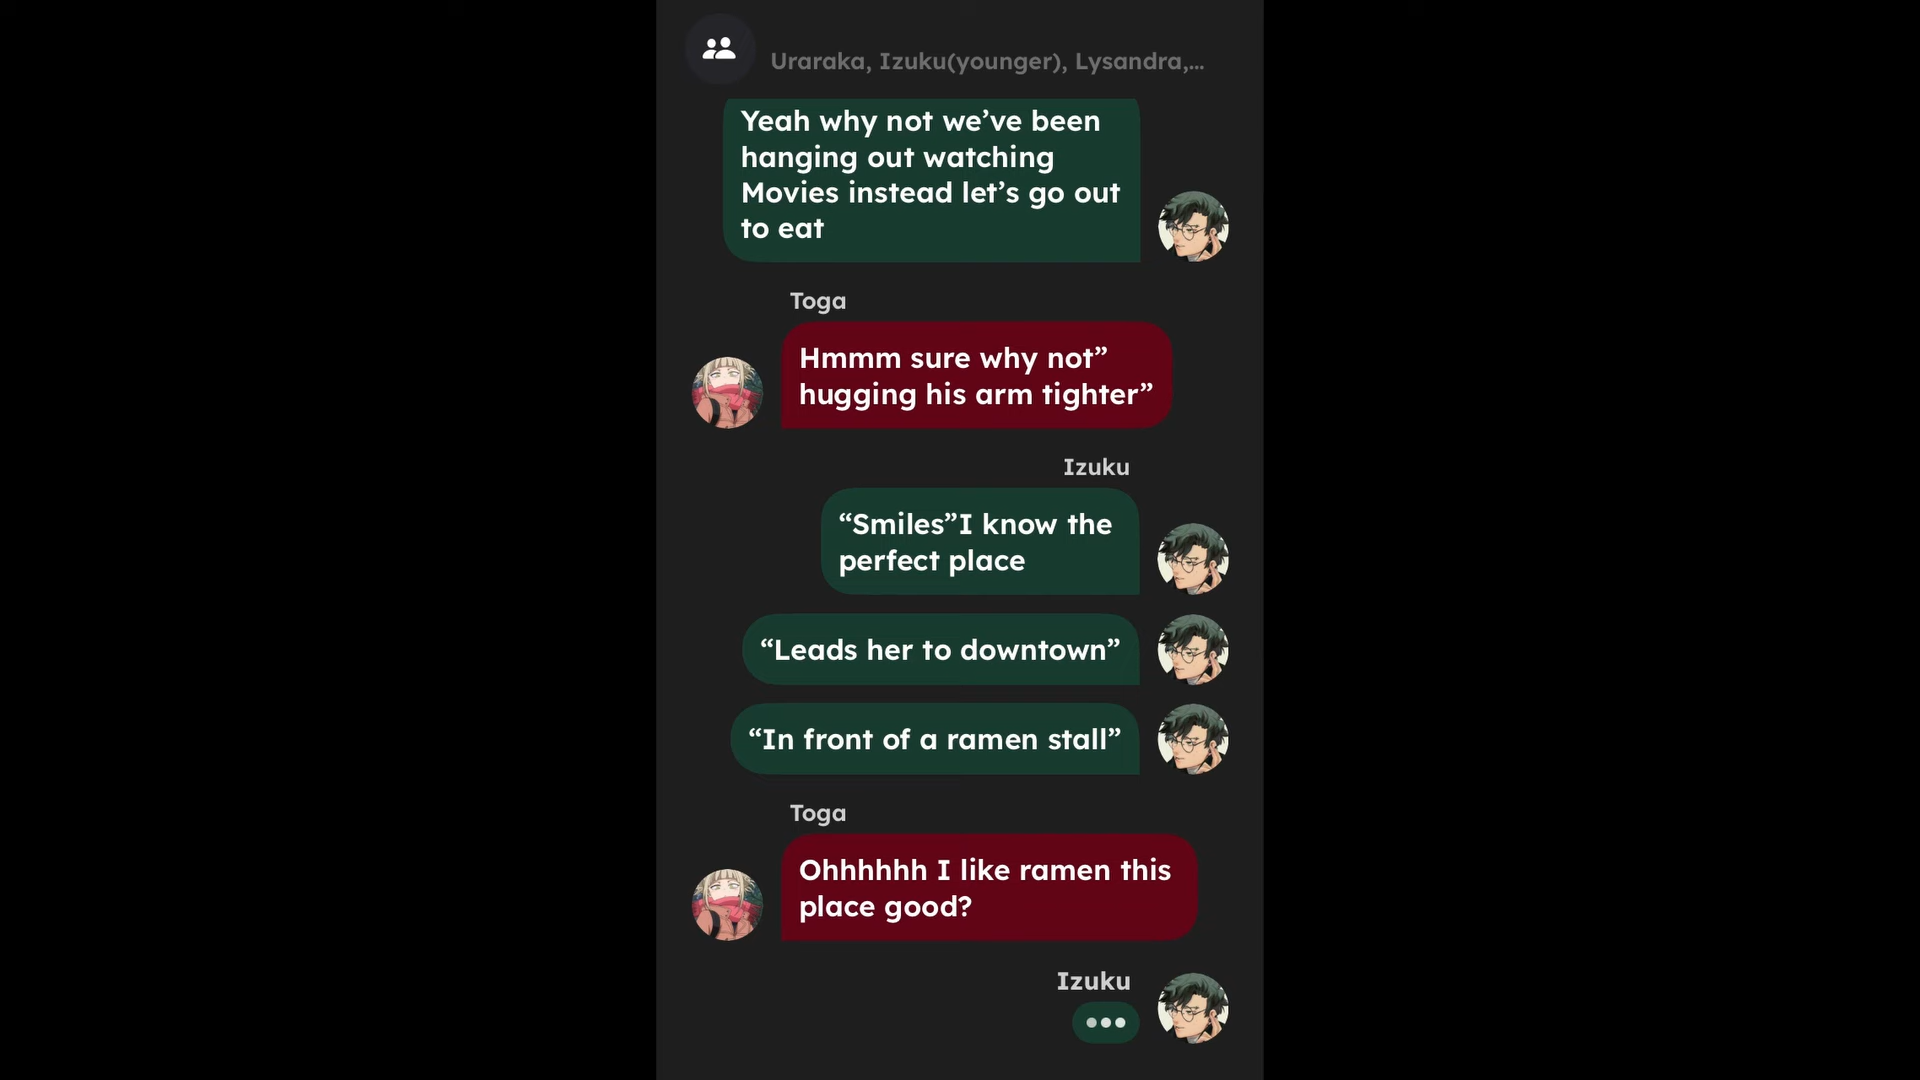 Uraraka, Izuku(younger), Lysandra,...
Yeah why not we’ve been
hanging out watching
Movies instead let’s go out
to eat
Toga
Hmmm sure why not”
hugging his arm tighter”
Izuku
“Smiles”I know the
perfect place
“Leads her to downtown”
“In front of a ramen stall”
Toga
Ohhhhhh I like ramen this
place good?
Izuku